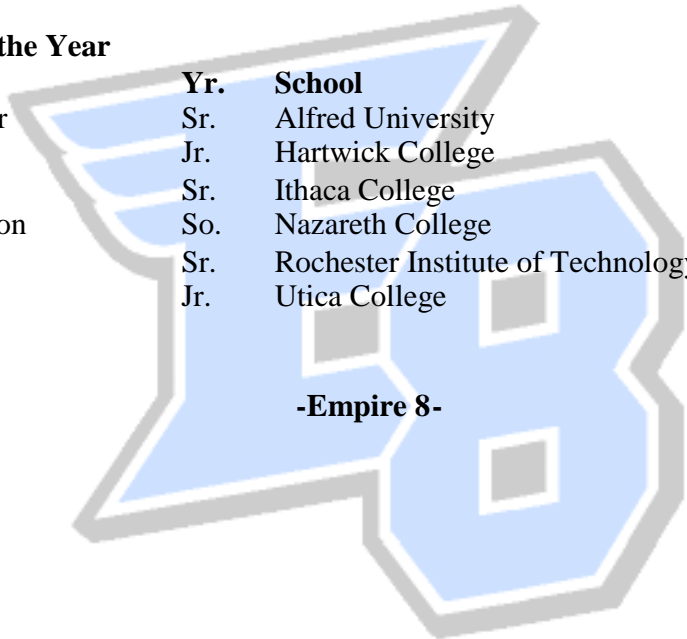 the Year
Yr. School
r Sr. Alfred University
Jr. Hartwick College
Sr. Ithaca College
on So. Nazareth College
Sr. Rochester Institute of Technology
Jr. Utica College
-Empire 8-
E8